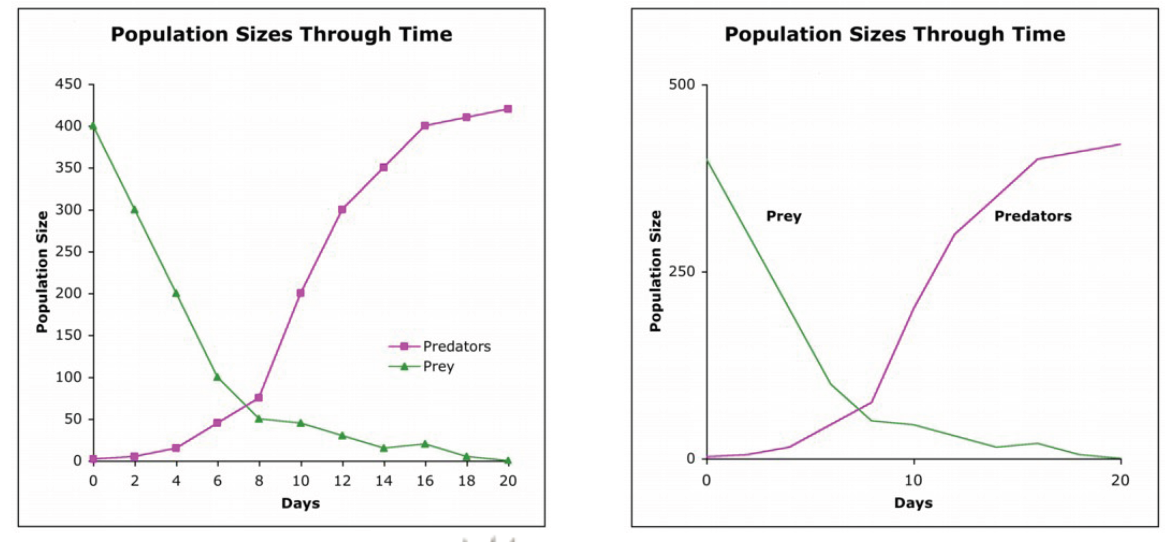 Population Sizes Through Time
450
400
350
300
250
200
150
100
50
0
Population Size
Predators
Prey
0 2 4 6 8 10 12 14 16 18 20
Days
Population Sizes Through Time
500
250
0
Population Size
Prey
Predators
0 10 20
Days